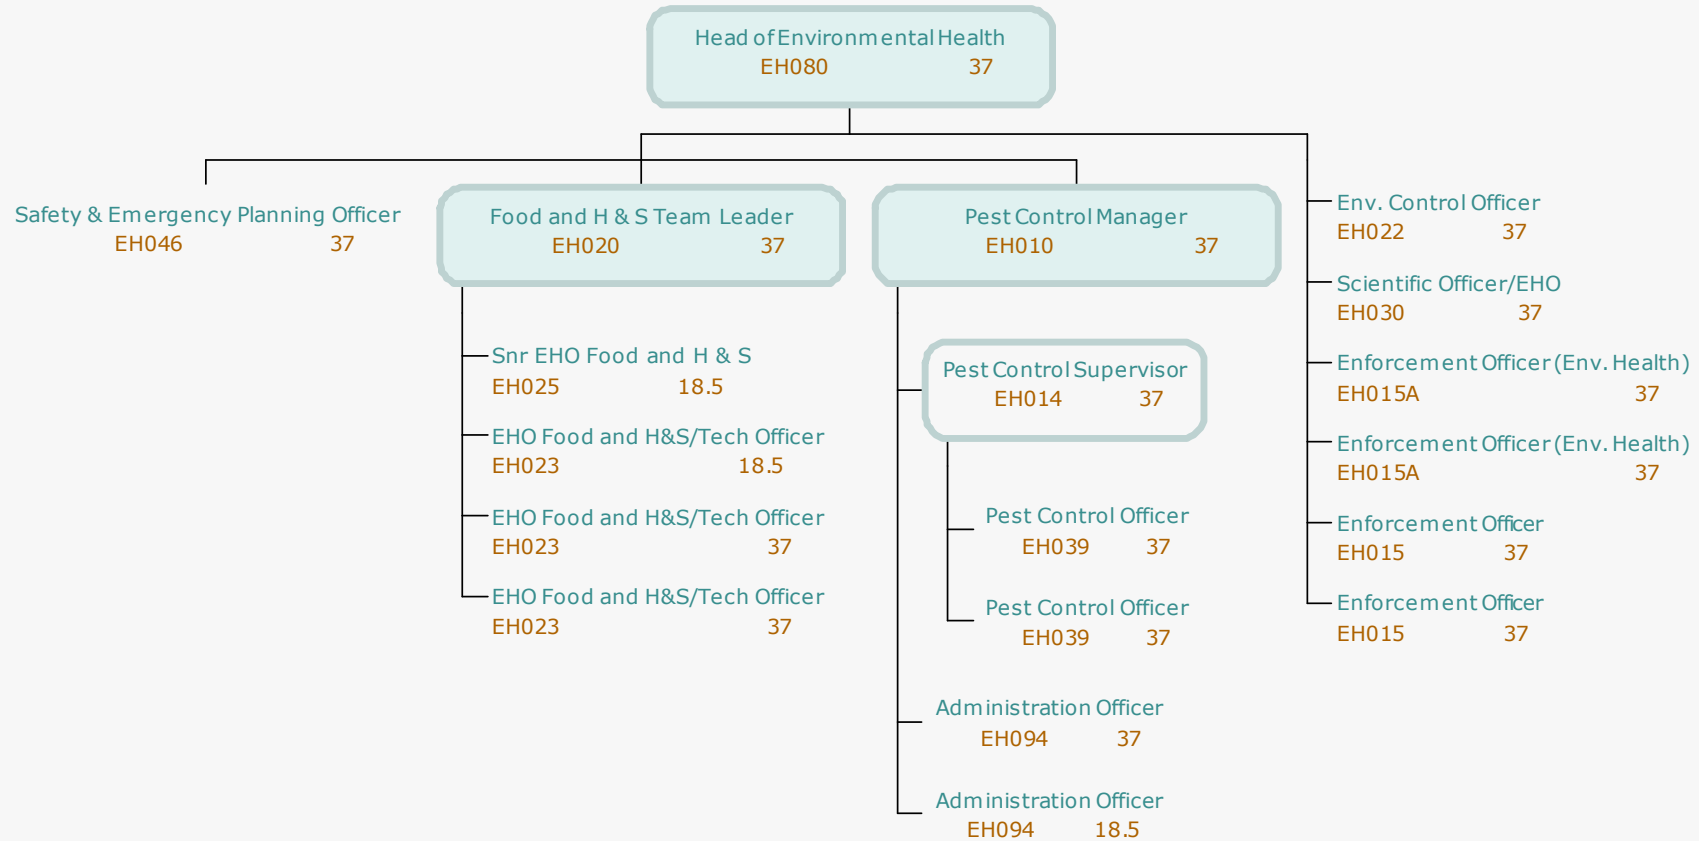 Head of Environmental Health
EH080 37
Safety & Emergency Planning Officer
EH046 37
Food and H & S Team Leader
EH020 37
Snr EHO Food and H & S
EH025 18.5
EHO Food and H&S/Tech Officer
EH023 18.5
EHO Food and H&S/Tech Officer
EH023 37
EHO Food and H&S/Tech Officer
EH023 37
Pest Control Manager
EH010 37
Pest Control Supervisor
EH014 37
Pest Control Officer
EH039 37
Pest Control Officer
EH039 37
Administration Officer
EH094 37
Administration Officer
EH094 18.5
Env. Control Officer
EH022 37
Scientific Officer/EHO
EH030 37
Enforcement Officer (Env. Health)
EH015A 37
Enforcement Officer (Env. Health)
EH015A 37
Enforcement Officer
EH015 37
Enforcement Officer
EH015 37